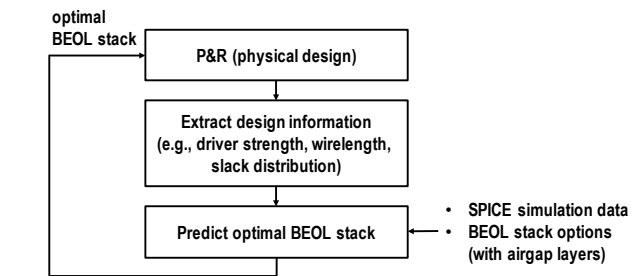 optimal
BEOL stack
P&R (physical design)
Extract design information
(e.g., driver strength, wirelength,
slack distribution)
Predict optimal BEOL stack
• SPICE simulation data
• BEOL stack options
(with airgap layers)